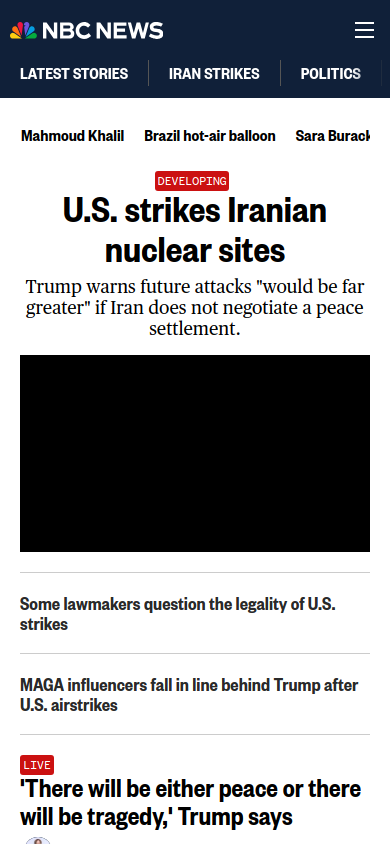 NBC NEWS
LATEST STORIES
IRAN STRIKES
POLITICS
Mahmoud Khalil
Brazil hot-air balloon
Sara Burack
DEVELOPING
U.S. strikes Iranian
nuclear sites
Trump warns future attacks "would be far
greater" if Iran does not negotiate a peace
settlement.
Some lawmakers question the legality of U.S.
strikes
MAGA influencers fall in line behind Trump after
U.S. airstrikes
LIVE
'There will be either peace or there
will be tragedy,' Trump says